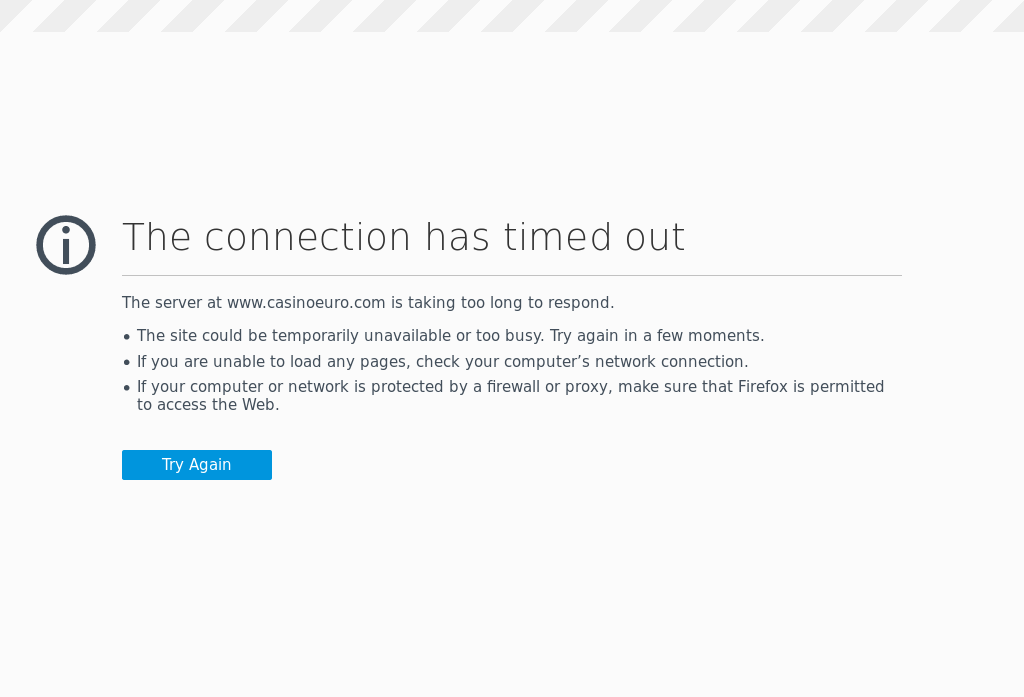 The connection has timed out
The server at www.casinoeuro.com is taking too long to respond.
• The site could be temporarily unavailable or too busy. Try again in a few moments.
• If you are unable to load any pages, check your computer’s network connection.
• If your computer or network is protected by a firewall or proxy, make sure that Firefox is permitted
to access the Web.
Try Again